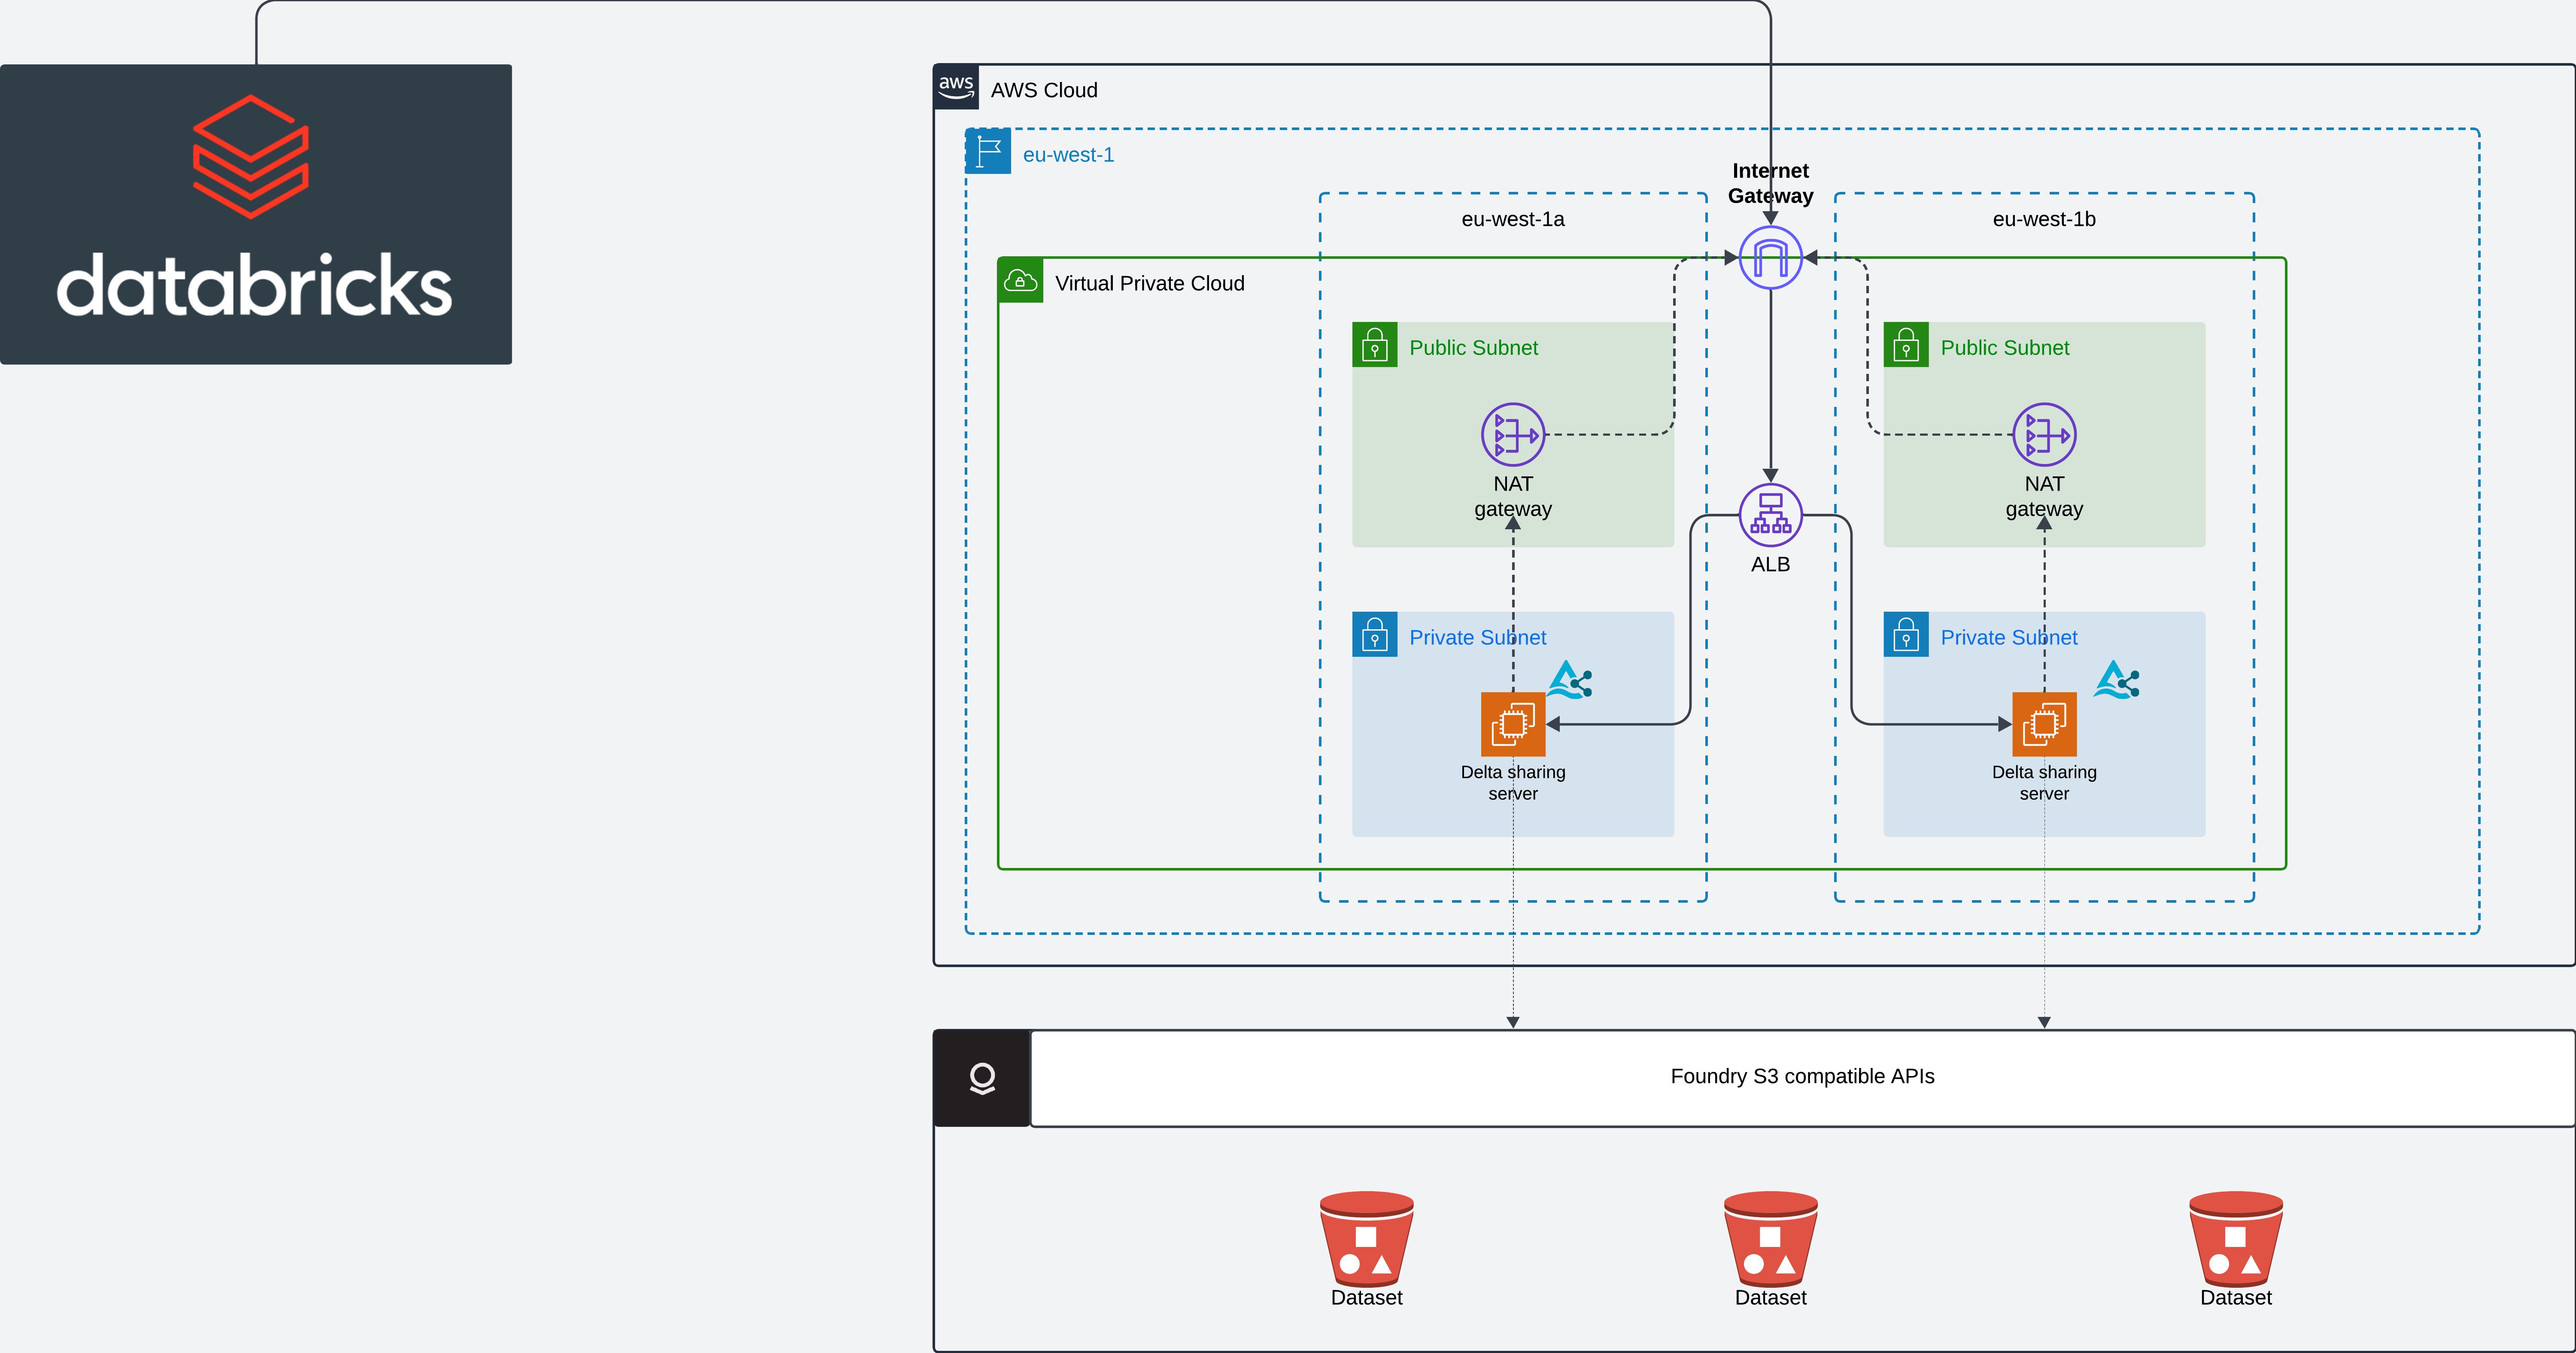 databricks
aws
AWS Cloud
eu-west-1
Internet
Gateway
eu-west-1a
eu-west-1b
Virtual Private Cloud
Public Subnet
Public Subnet
NAT
gateway
NAT
gateway
ALB
Private Subnet
Private Subnet
Delta sharing
server
Delta sharing
server
Foundry S3 compatible APIs
Dataset
Dataset
Dataset